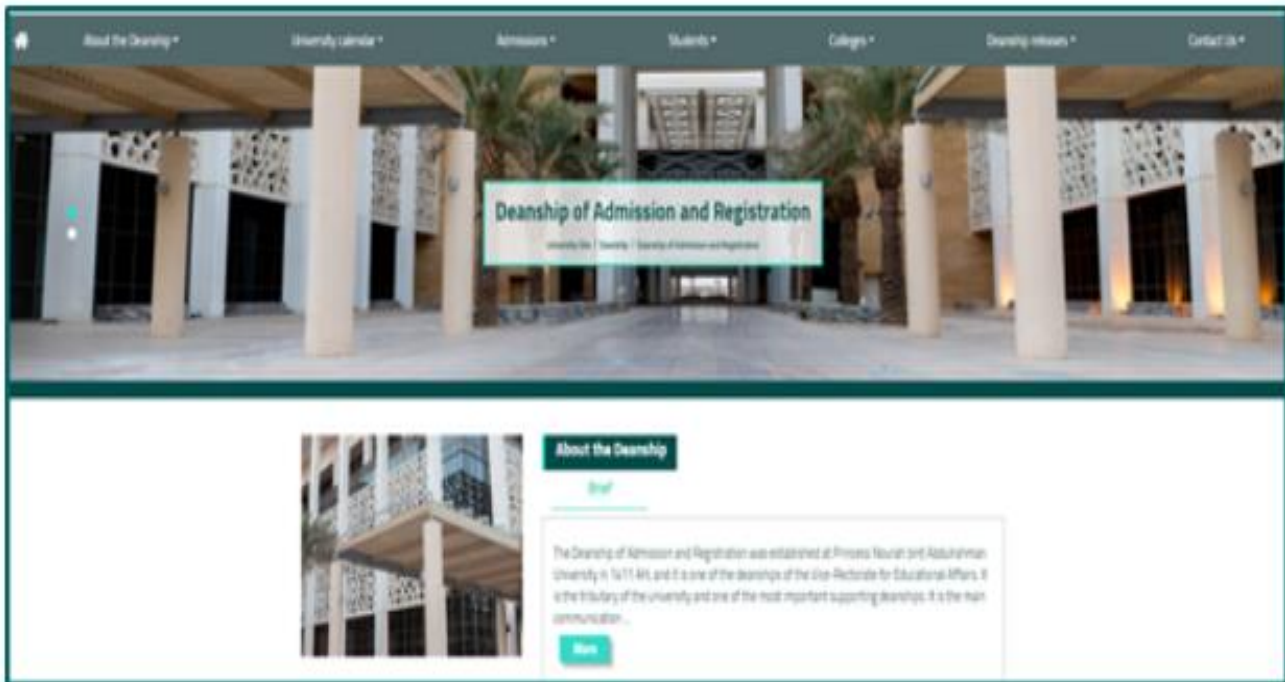 About the Deanship
University calendar
Admissions
Students
Colleges
Deanship releases
Contact Us
Deanship of Admission and Registration
University Site / Deanship / Deanship of Admission and Registration
About the Deanship
Brief
The Deanship of Admission and Registration was established at Princess Nourah bint Abdulrahman
University in 1411 AH, and it is one of the deanships of the Vice-Rectorate for Educational Affairs. It
is the tributary of the university and one of the most important supporting deanships. It is the main
communication ...
More